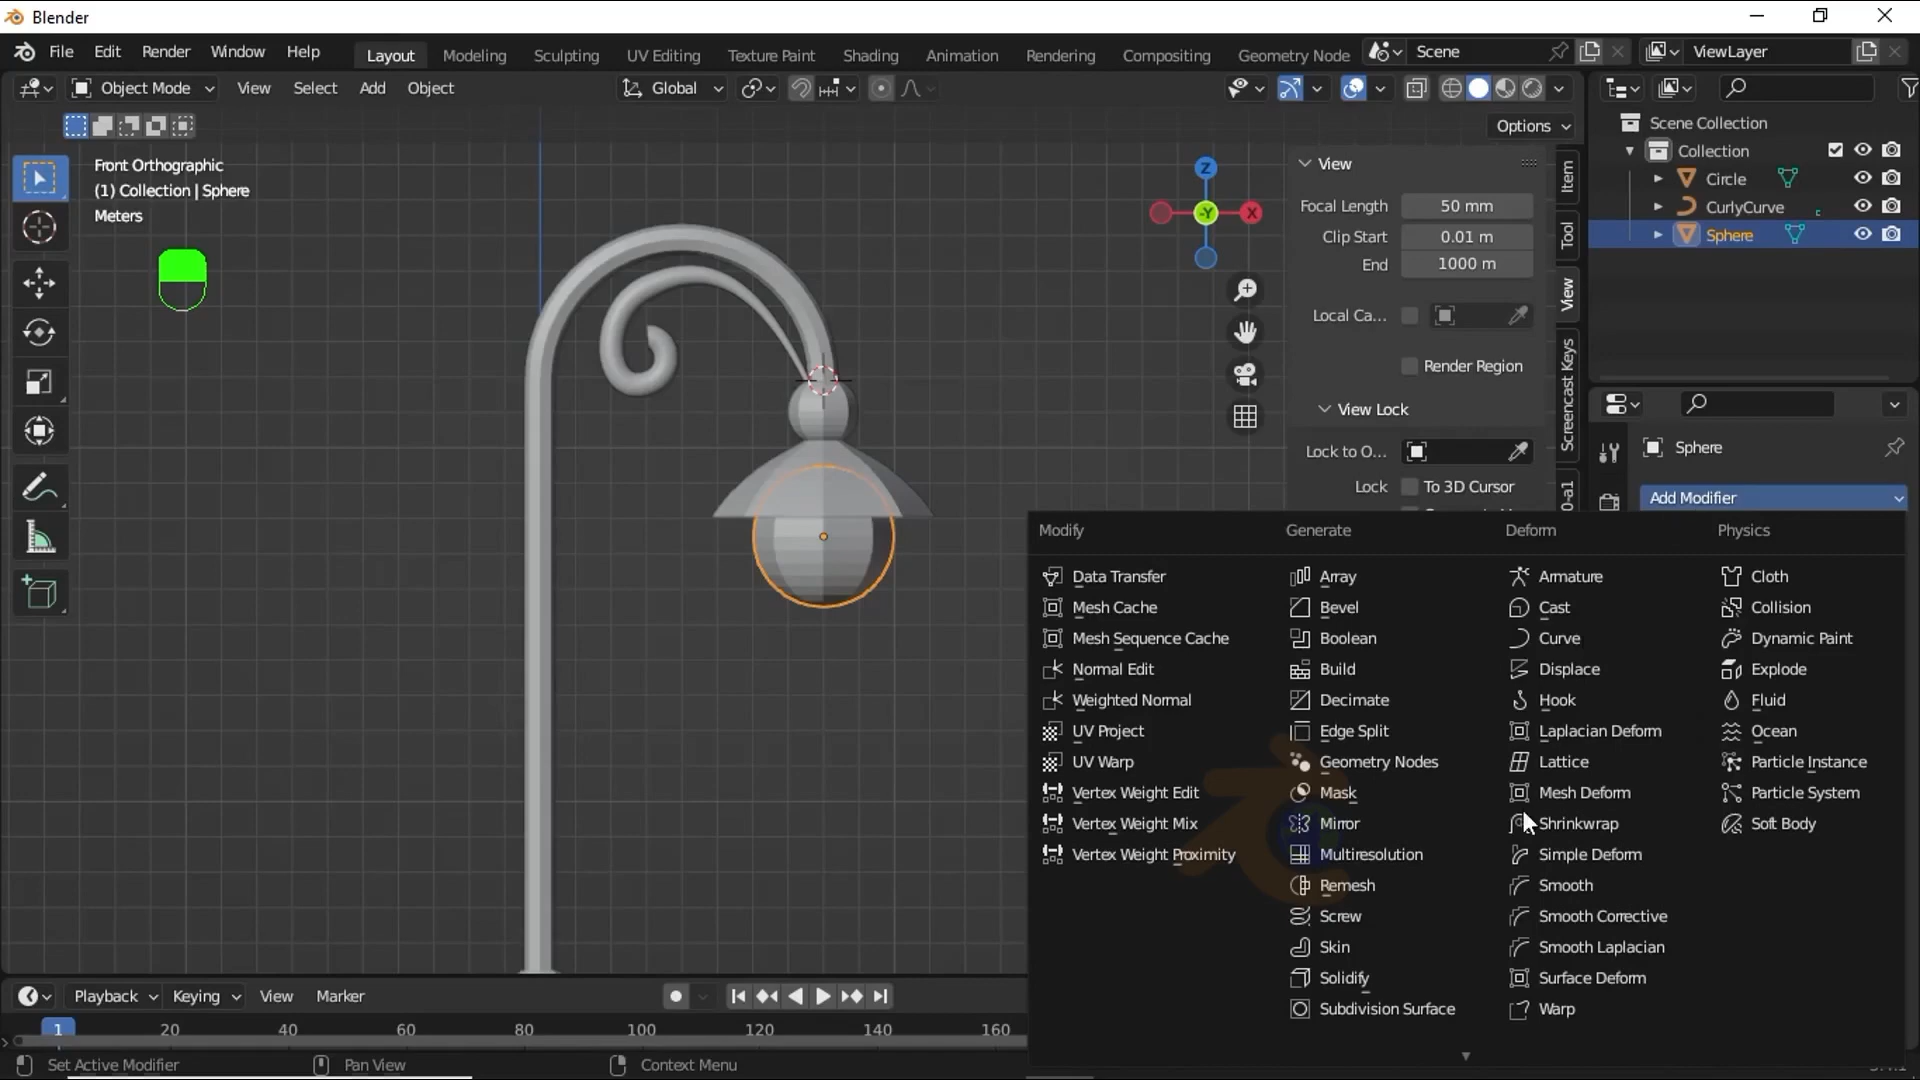 Blender
File Edit Render Window Help Layout Modeling Sculpting UV Editing Texture Paint Shading Animation Rendering Compositing Geometry Node Scene ViewLayer
Object Mode View Select Add Object Global
Options
Front Orthographic
(1) Collection | Sphere
Meters
Z
-Y
X
View
Focal Length 50 mm
Clip Start 0.01 m
End 1000 m
Local Ca...
Render Region
View Lock
Lock to O...
Lock To 3D Cursor
Item
Tool
View
Screencast Keys
Scene Collection
Collection
Circle
CurlyCurve
Sphere
Sphere
Add Modifier
Modify Generate Deform Physics
Data Transfer Array Armature Cloth
Mesh Cache Bevel Cast Collision
Mesh Sequence Cache Boolean Curve Dynamic Paint
Normal Edit Build Displace Explode
Weighted Normal Decimate Hook Fluid
UV Project Edge Split Laplacian Deform Ocean
UV Warp Geometry Nodes Lattice Particle Instance
Vertex Weight Edit Mask Mesh Deform Particle System
Vertex Weight Mix Mirror Shrinkwrap Soft Body
Vertex Weight Proximity Multiresolution Simple Deform
Remesh Smooth
Screw Smooth Corrective
Skin Smooth Laplacian
Solidify Surface Deform
Subdivision Surface Warp
Playback Keying View Marker
1 20 40 60 80 100 120 140 160
Set Active Modifier Pan View Context Menu